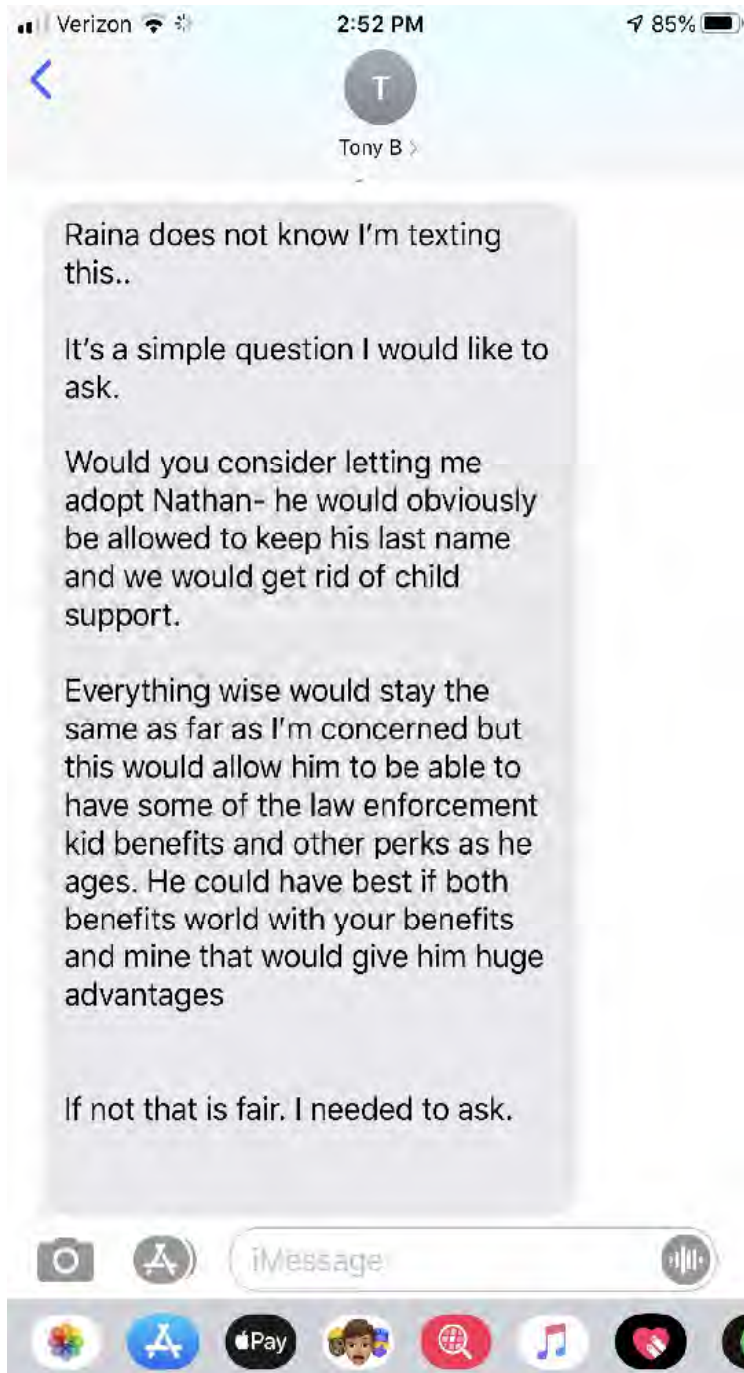 Verizon 2:52 PM 85%
T
Tony B >
Raina does not know I'm texting
this..
It's a simple question I would like to
ask.
Would you consider letting me
adopt Nathan- he would obviously
be allowed to keep his last name
and we would get rid of child
support.
Everything wise would stay the
same as far as I'm concerned but
this would allow him to be able to
have some of the law enforcement
kid benefits and other perks as he
ages. He could have best if both
benefits world with your benefits
and mine that would give him huge
advantages
If not that is fair. I needed to ask.
iMessage
Pay